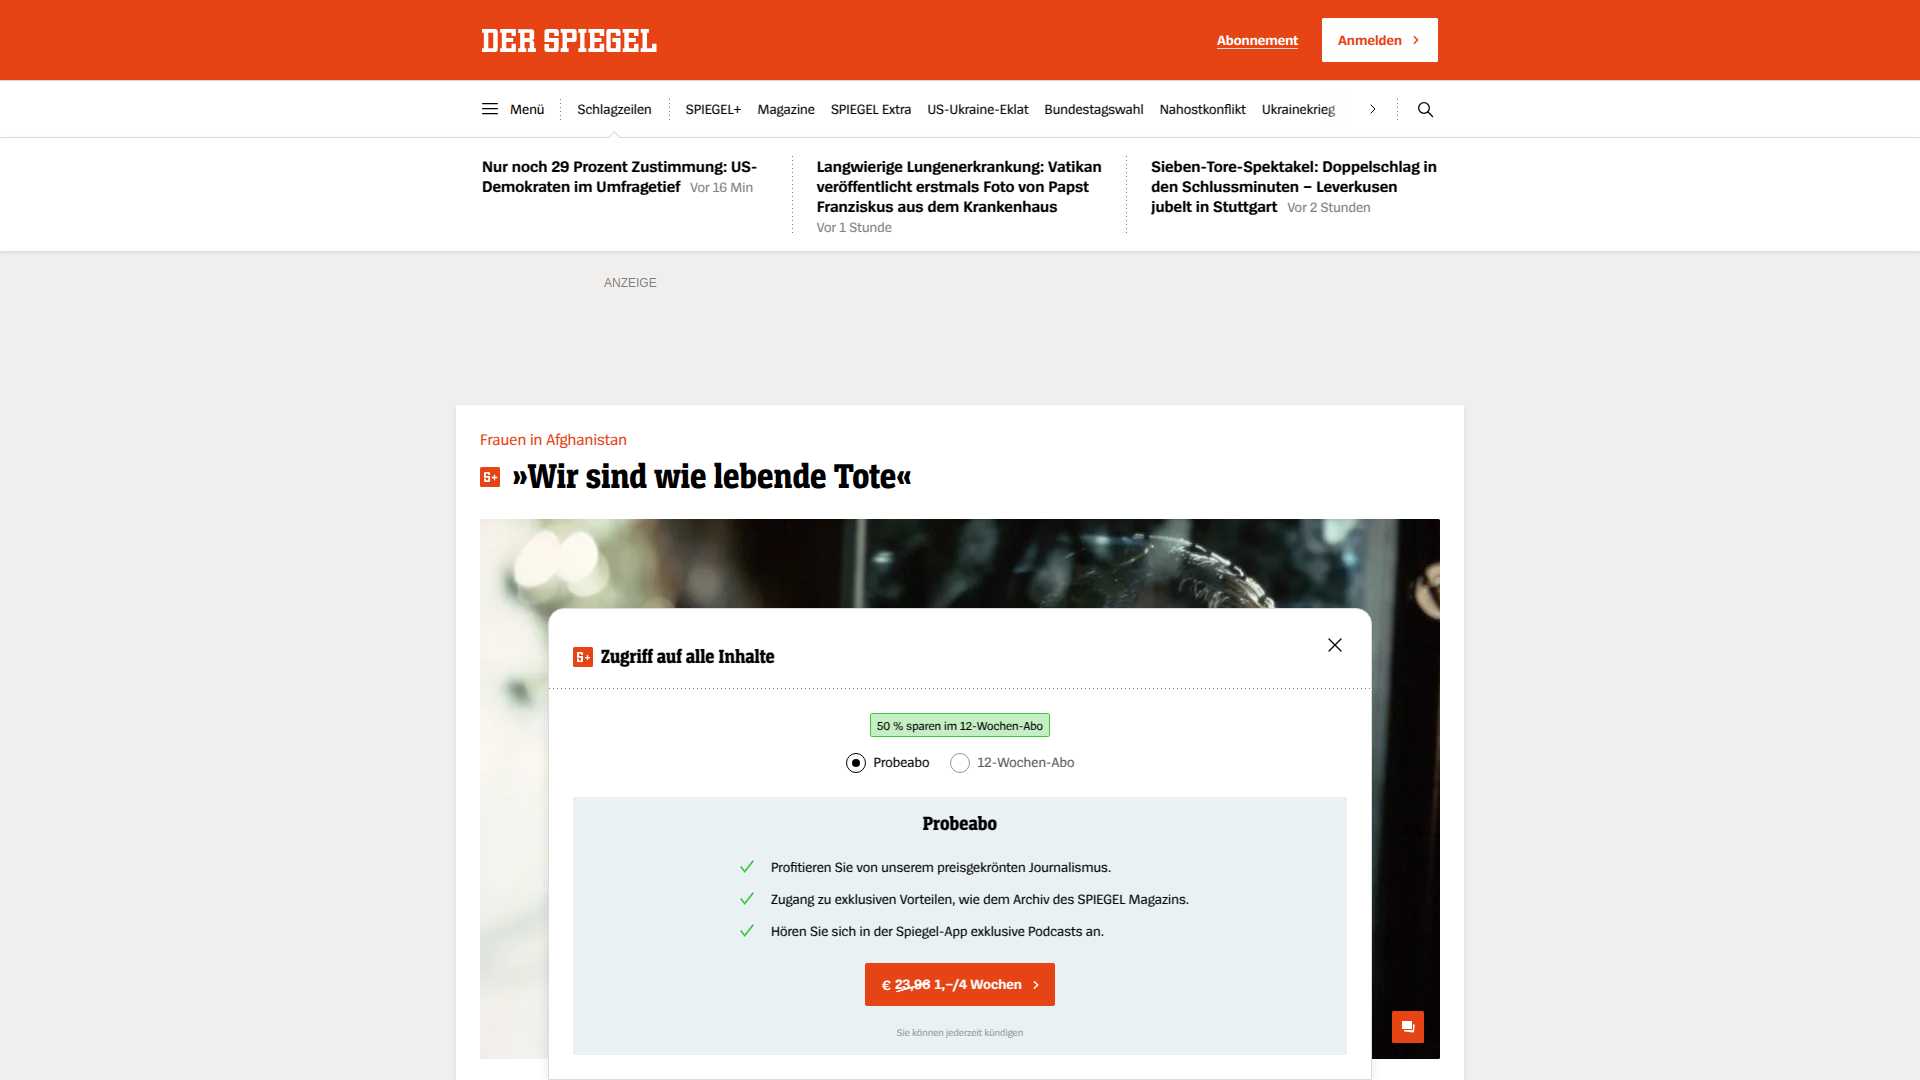 DER SPIEGEL
Abonnement
Anmelden
Menü
Schlagzeilen
SPIEGEL+
Magazine
SPIEGEL Extra
US-Ukraine-Eklat
Bundestagswahl
Nahostkonflikt
Ukrainekrieg
Nur noch 29 Prozent Zustimmung: US-
Demokraten im Umfragetief Vor 16 Min
Langwierige Lungenerkrankung: Vatikan
veröffentlicht erstmals Foto von Papst
Franziskus aus dem Krankenhaus
Vor 1 Stunde
Sieben-Tore-Spektakel: Doppelschlag in
den Schlussminuten – Leverkusen
jubelt in Stuttgart Vor 2 Stunden
ANZEIGE
Frauen in Afghanistan
S+ »Wir sind wie lebende Tote«
S+ Zugriff auf alle Inhalte
50 % sparen im 12-Wochen-Abo
Probeabo
12-Wochen-Abo
Probeabo
Profitieren Sie von unserem preisgekrönten Journalismus.
Zugang zu exklusiven Vorteilen, wie dem Archiv des SPIEGEL Magazins.
Hören Sie sich in der Spiegel-App exklusive Podcasts an.
€ 23,96 1,–/4 Wochen
Sie können jederzeit kündigen